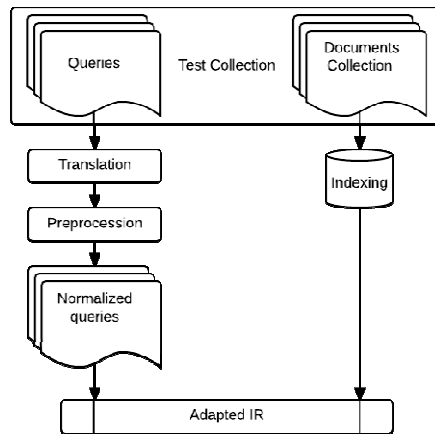 Queries
Test Collection
Documents
Collection
Translation
Indexing
Preprocession
Normalized
queries
Adapted IR